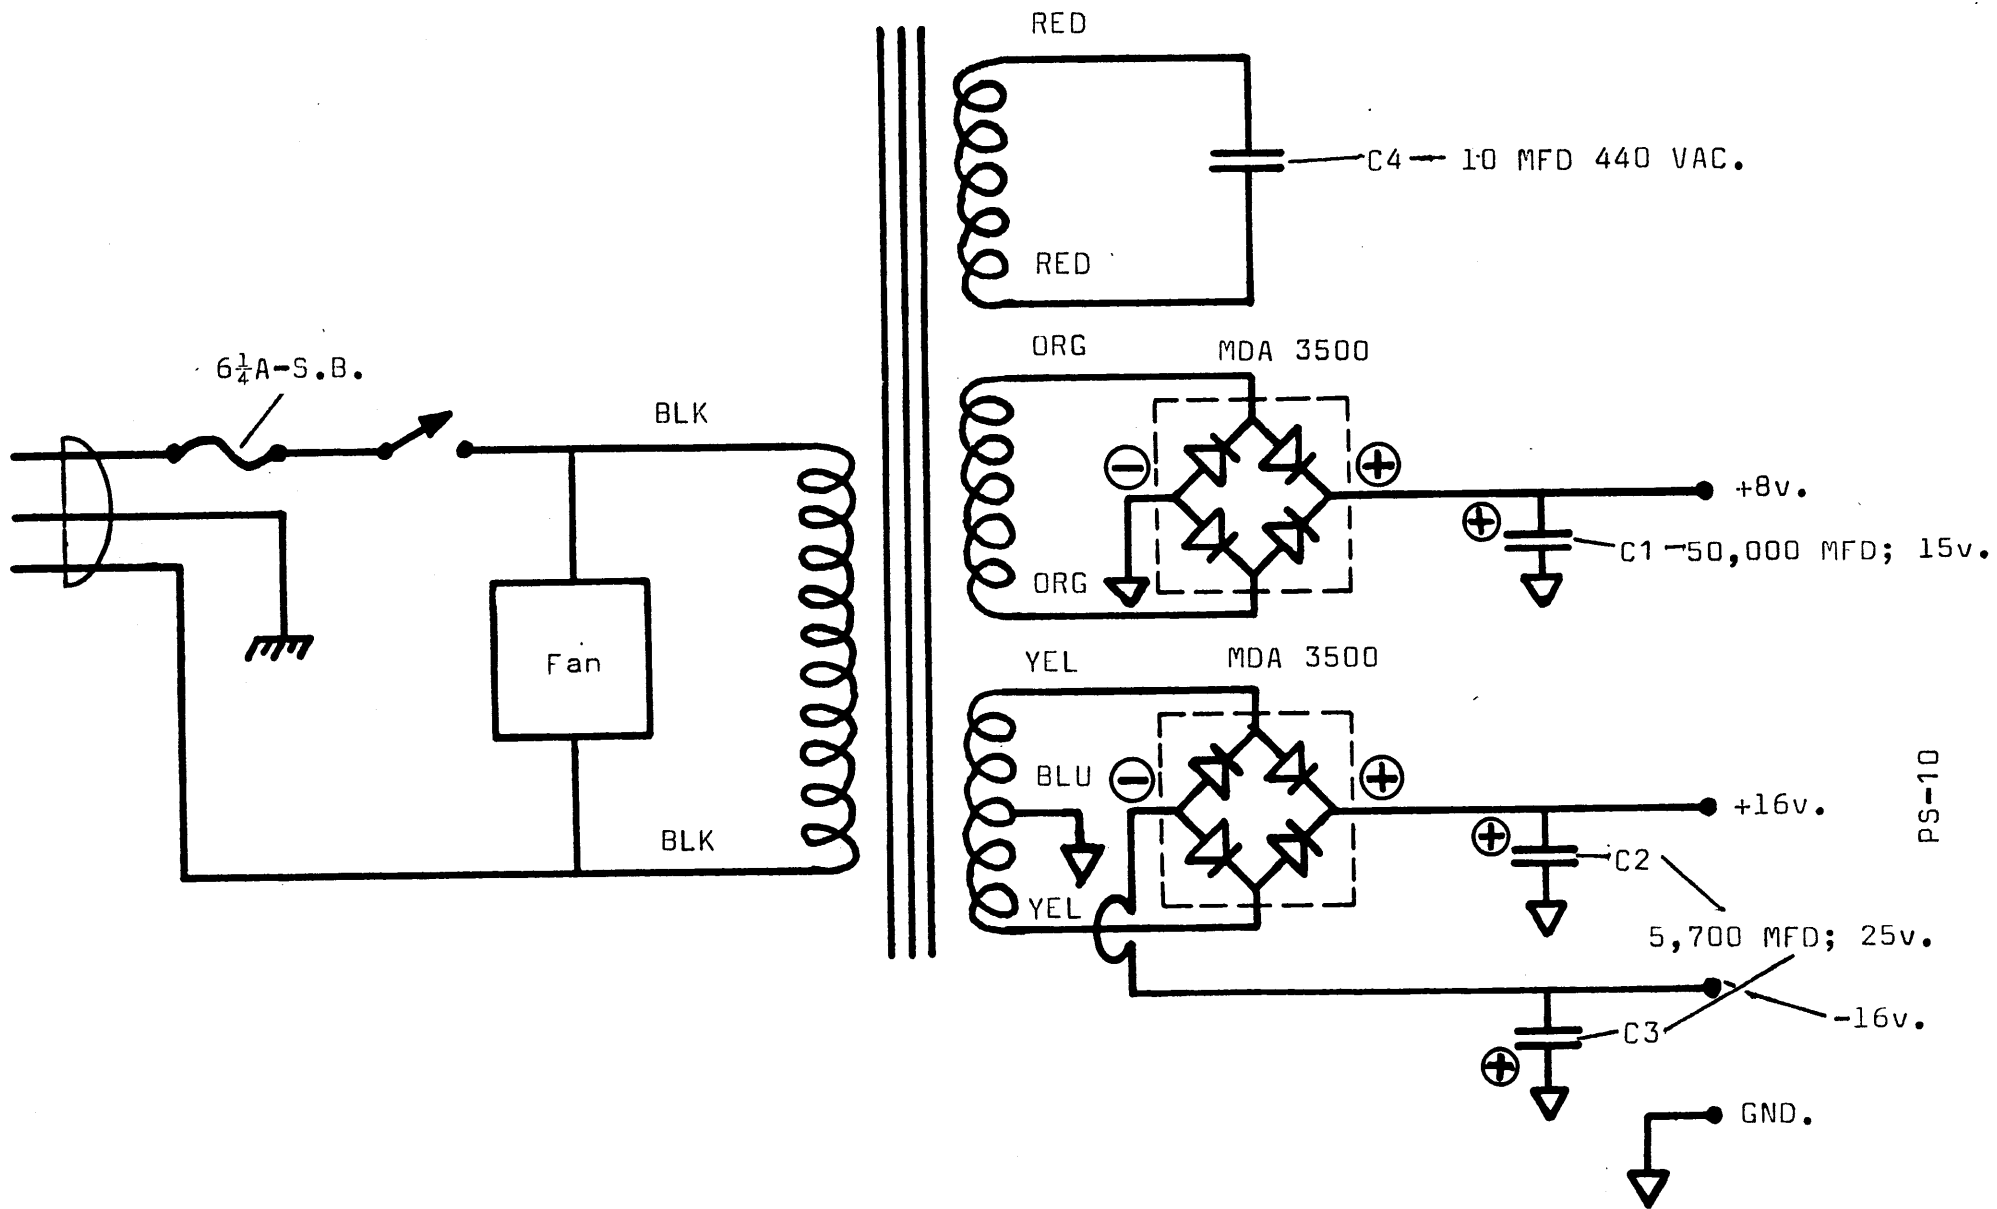 RED
C4 — 10 MFD 440 VAC.
RED
ORG
MDA 3500
6¼A-S.B.
BLK
+8v.
C1 — 50,000 MFD; 15v.
ORG
Fan
YEL
MDA 3500
BLU
+16v.
PS-10
BLK
C2
YEL
5,700 MFD; 25v.
-16v.
C3
GND.